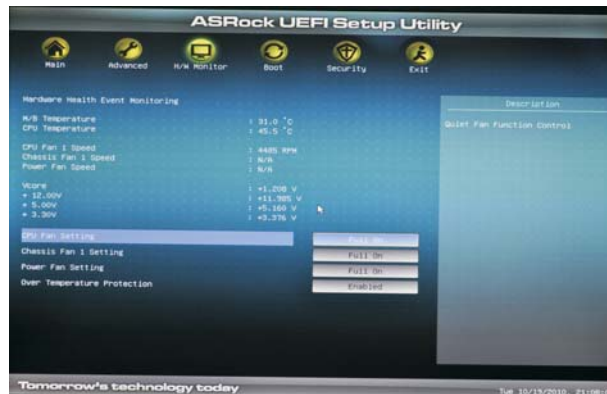 ASRock UEFI Setup Utility
Main Advanced H/W Monitor Boot Security Exit
Hardware Health Event Monitoring
Description
M/B Temperature : 31.0 °C
CPU Temperature : 45.5 °C
Quiet Fan Function Control
CPU Fan 1 Speed : 4485 RPM
Chassis Fan 1 Speed : N/A
Power Fan Speed : N/A
Vcore : +1.208 V
+ 12.00V : +11.985 V
+ 5.00V : +5.160 V
+ 3.30V : +3.376 V
CPU Fan Setting Full On
Chassis Fan 1 Setting Full On
Power Fan Setting Full On
Over Temperature Protection Enabled
Tomorrow's technology today
Tue 10/19/2010,